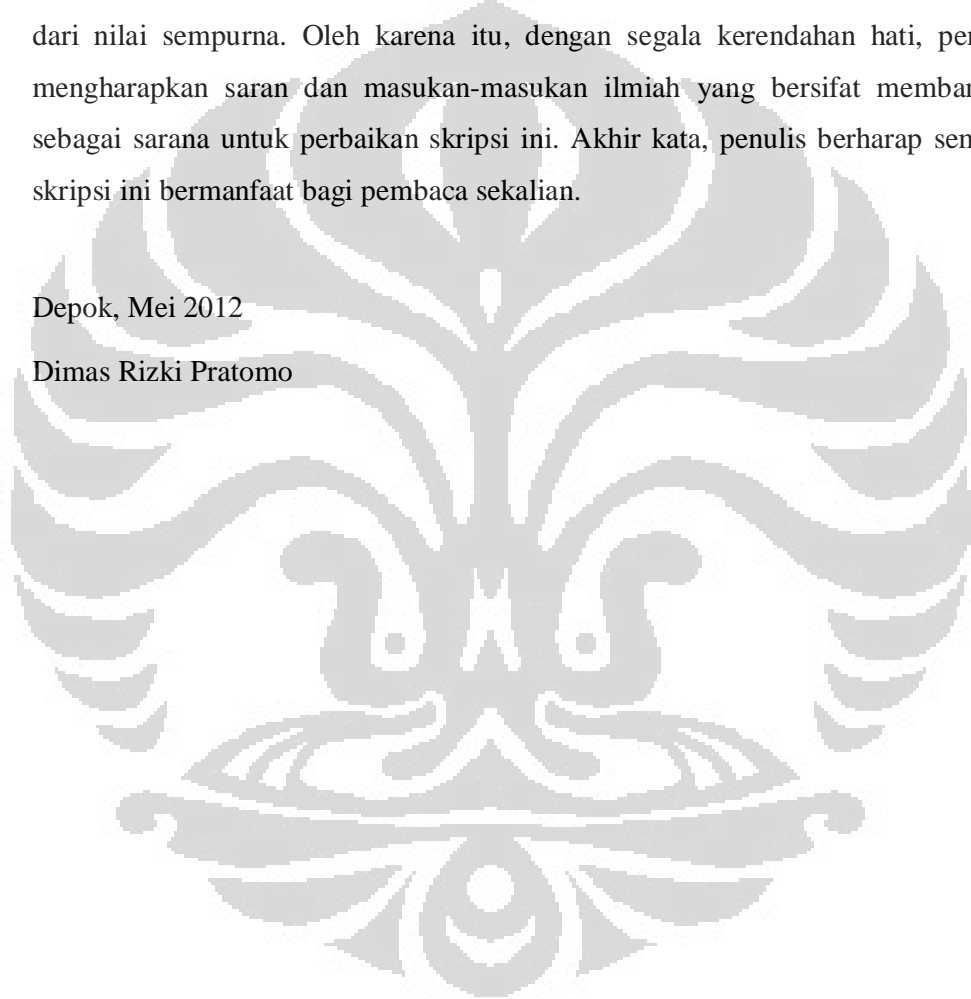 dari nilai sempurna. Oleh karena itu, dengan segala kerendahan hati, 
mengharapkan saran dan masukan-masukan ilmiah yang bersifat 
sebagai sarana untuk perbaikan skripsi ini. Akhir kata, penulis berharap 
skripsi ini bermanfaat bagi pembaca sekalian.
Depok, Mei 2012
Dimas Rizki Pratomo